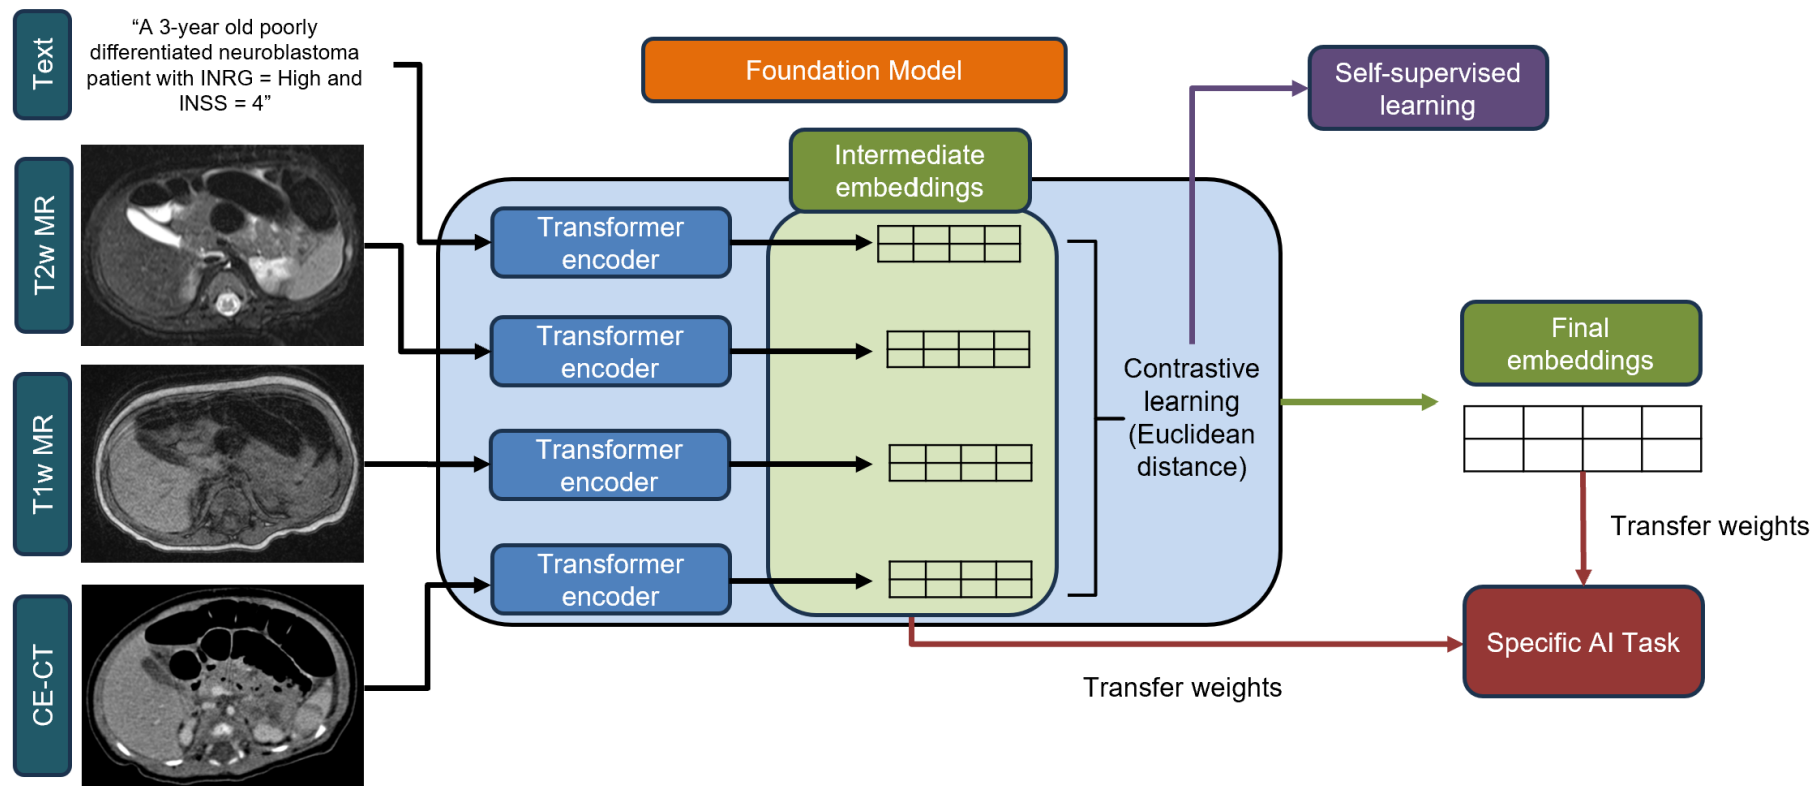 Text
“A 3-year old poorly
differentiated neuroblastoma
patient with INRG = High and
INSS = 4”
Foundation Model
Self-supervised
learning
T2w MR
Intermediate
embeddings
Transformer
encoder
Transformer
encoder
T1w MR
Transformer
encoder
CE-CT
Transformer
encoder
Contrastive
learning
(Euclidean
distance)
Final
embeddings
Transfer weights
Specific AI Task
Transfer weights